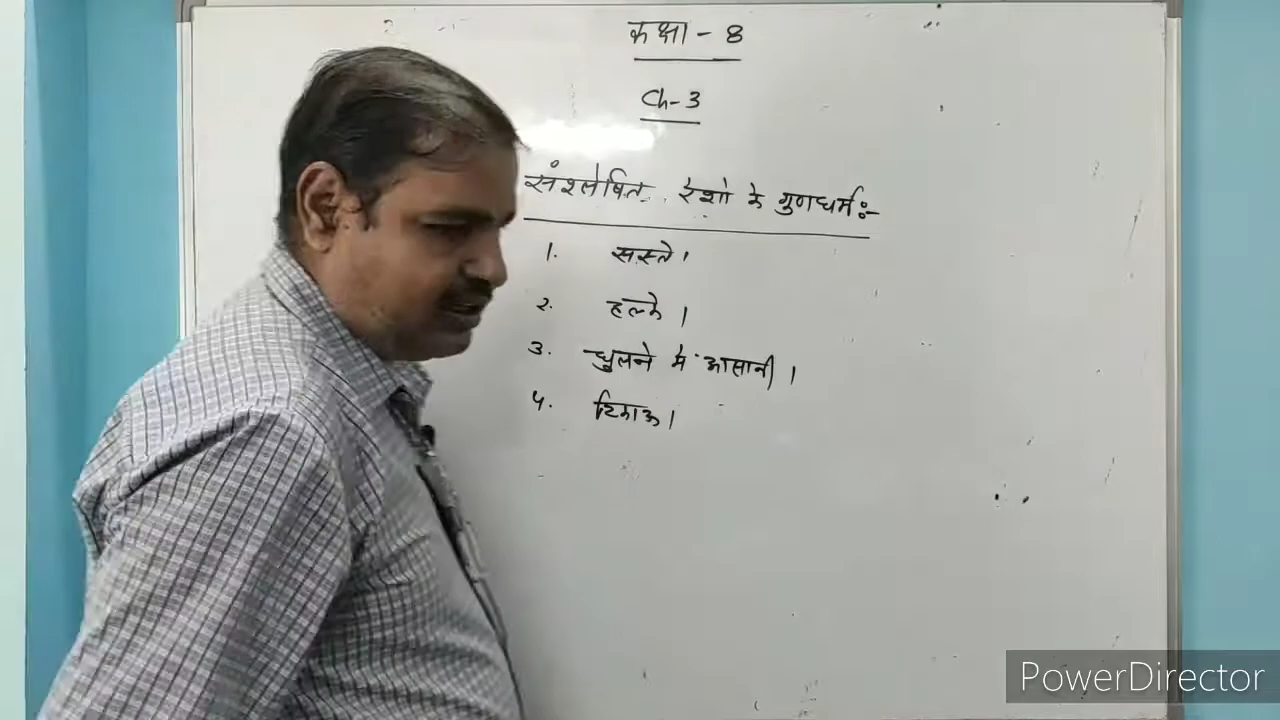 कक्षा - 8
Ch-3
संश्लेषित रेशो के गुणधर्म :-
1. सस्ते।
2. हल्के।
3. धुलने मे आसानी।
4. टिकाऊ।
PowerDirector